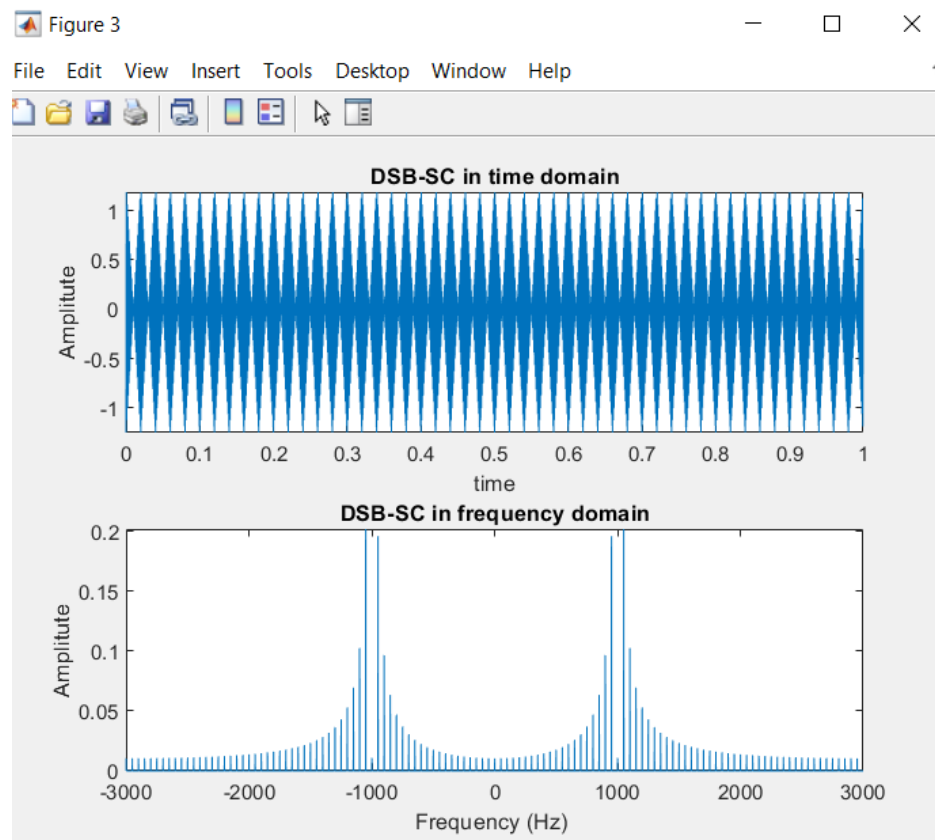 Figure 3
File Edit View Insert Tools Desktop Window Help
DSB-SC in time domain
Amplitute
1
0.5
0
-0.5
-1
0 0.1 0.2 0.3 0.4 0.5 0.6 0.7 0.8 0.9 1
time
DSB-SC in frequency domain
Amplitute
0.2
0.15
0.1
0.05
0
-3000 -2000 -1000 0 1000 2000 3000
Frequency (Hz)